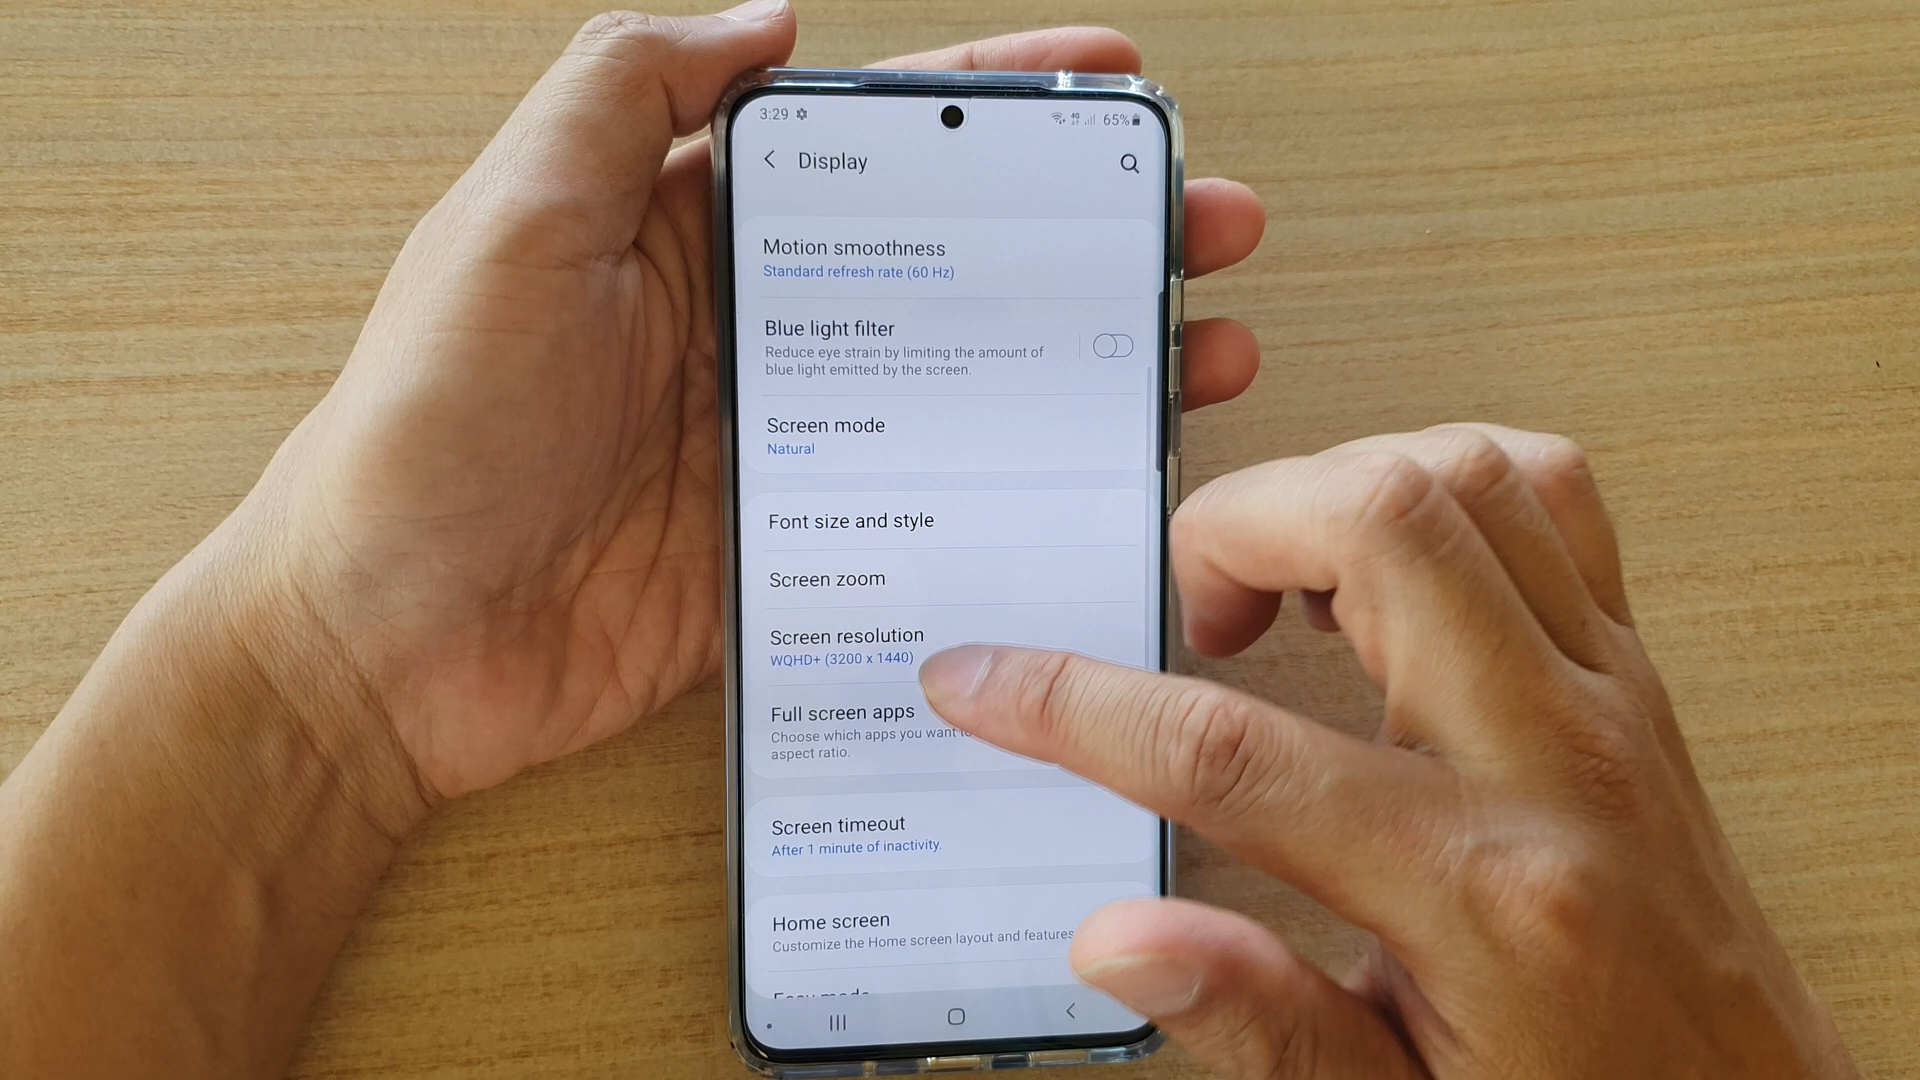 3:29
4G 65%
Display
Motion smoothness
Standard refresh rate (60 Hz)
Blue light filter
Reduce eye strain by limiting the amount of
blue light emitted by the screen.
Screen mode
Natural
Font size and style
Screen zoom
Screen resolution
WQHD+ (3200 x 1440)
Full screen apps
Choose which apps you want
aspect ratio.
Screen timeout
After 1 minute of inactivity.
Home screen
Customize the Home screen layout and features
Easy mode